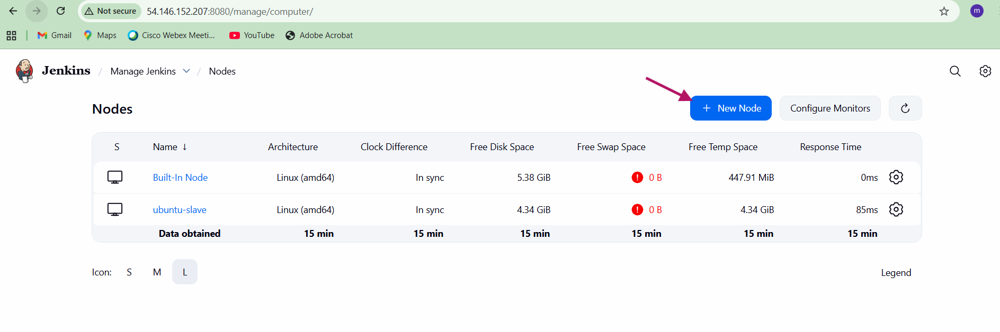 Not secure 54.146.152.207:8080/manage/computer/ m
Gmail Maps Cisco Webex Meeti... YouTube Adobe Acrobat
Jenkins / Manage Jenkins / Nodes
Nodes + New Node Configure Monitors
S Name ↓ Architecture Clock Difference Free Disk Space Free Swap Space Free Temp Space Response Time
Built-In Node Linux (amd64) In sync 5.38 GiB ! 0 B 447.91 MiB 0ms
ubuntu-slave Linux (amd64) In sync 4.34 GiB ! 0 B 4.34 GiB 85ms
Data obtained 15 min 15 min 15 min 15 min 15 min 15 min
Icon: S M L Legend